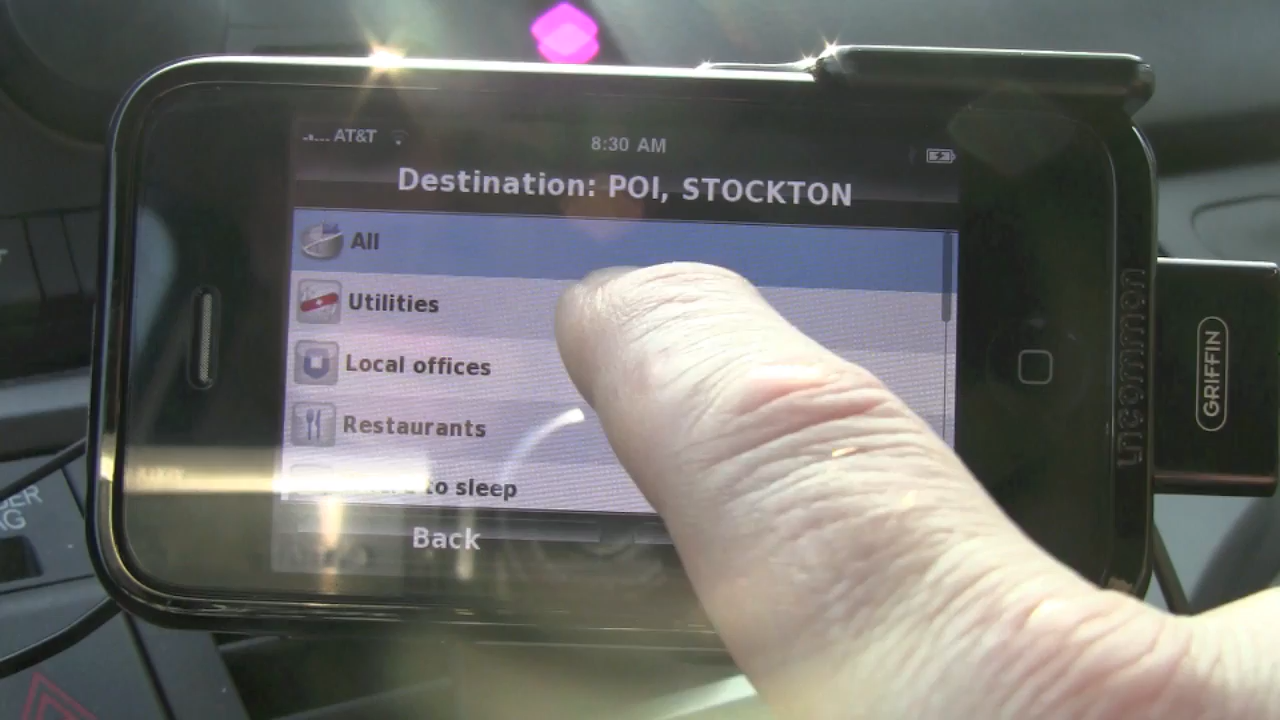 AT&T
8:30 AM
Destination: POI, STOCKTON
All
Utilities
Local offices
Restaurants
to sleep
Back
uncommon
GRIFFIN